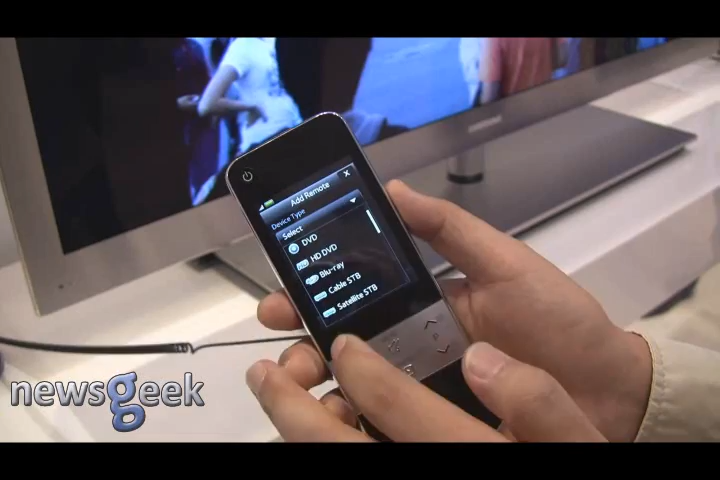 Add Remote X
Device Type
Select
DVD
HD DVD
Blu-ray
Cable STB
Satellite STB
newsgeek